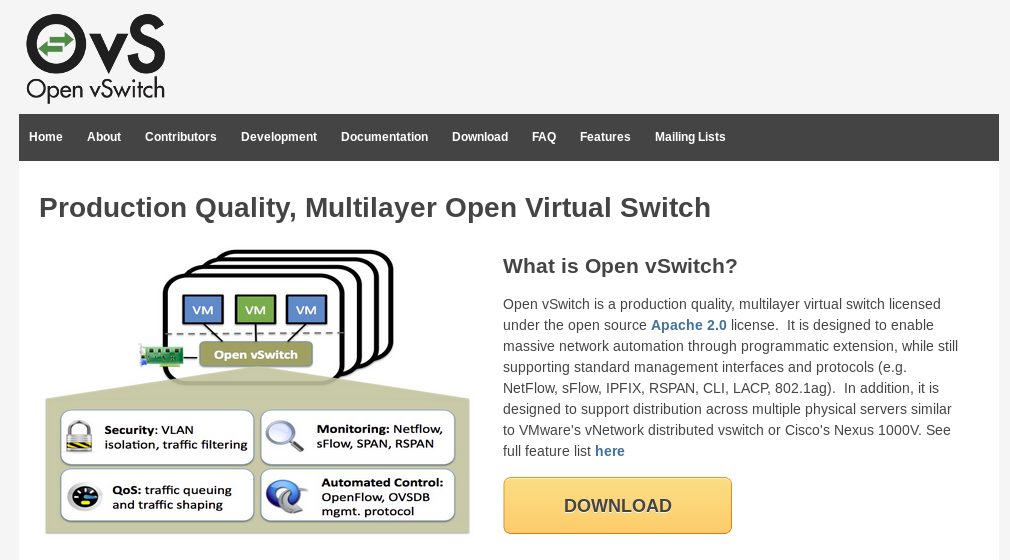 OvS
Open vSwitch
Home About Contributors Development Documentation Download FAQ Features Mailing Lists
Production Quality, Multilayer Open Virtual Switch
VM VM VM
Open vSwitch
Security: VLAN
isolation, traffic filtering
Monitoring: Netflow,
sFlow, SPAN, RSPAN
QoS: traffic queuing
and traffic shaping
Automated Control:
OpenFlow, OVSDB
mgmt. protocol
What is Open vSwitch?
Open vSwitch is a production quality, multilayer virtual switch licensed
under the open source Apache 2.0 license.  It is designed to enable
massive network automation through programmatic extension, while still
supporting standard management interfaces and protocols (e.g.
NetFlow, sFlow, IPFIX, RSPAN, CLI, LACP, 802.1ag).  In addition, it is
designed to support distribution across multiple physical servers similar
to VMware's vNetwork distributed vswitch or Cisco's Nexus 1000V. See
full feature list here
DOWNLOAD